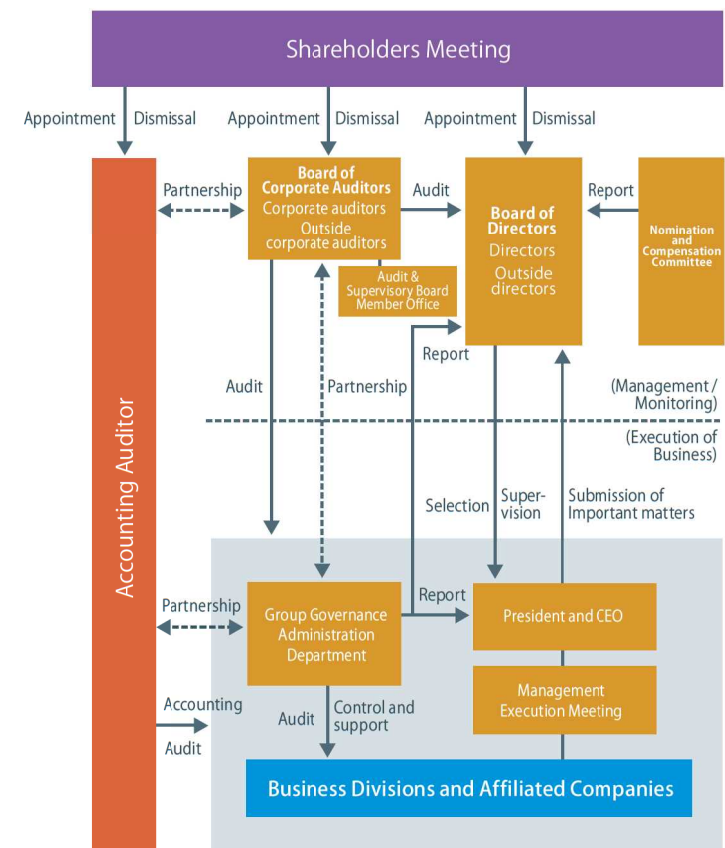 Shareholders Meeting
Appointment
Dismissal
Appointment
Dismissal
Appointment
Dismissal
Accounting Auditor
Partnership
Board of
Corporate Auditors
Corporate auditors
Outside
corporate auditors
Audit
Board of
Directors
Directors
Outside
directors
Report
Nomination
and
Compensation
Committee
Audit &
Supervisory Board
Member Office
Report
Audit
Partnership
(Management /
Monitoring)
(Execution of
Business)
Selection
Super-
vision
Submission of
Important matters
Partnership
Group Governance
Administration
Department
Report
President and CEO
Management
Execution Meeting
Accounting
Audit
Audit
Control and
support
Business Divisions and Affiliated Companies